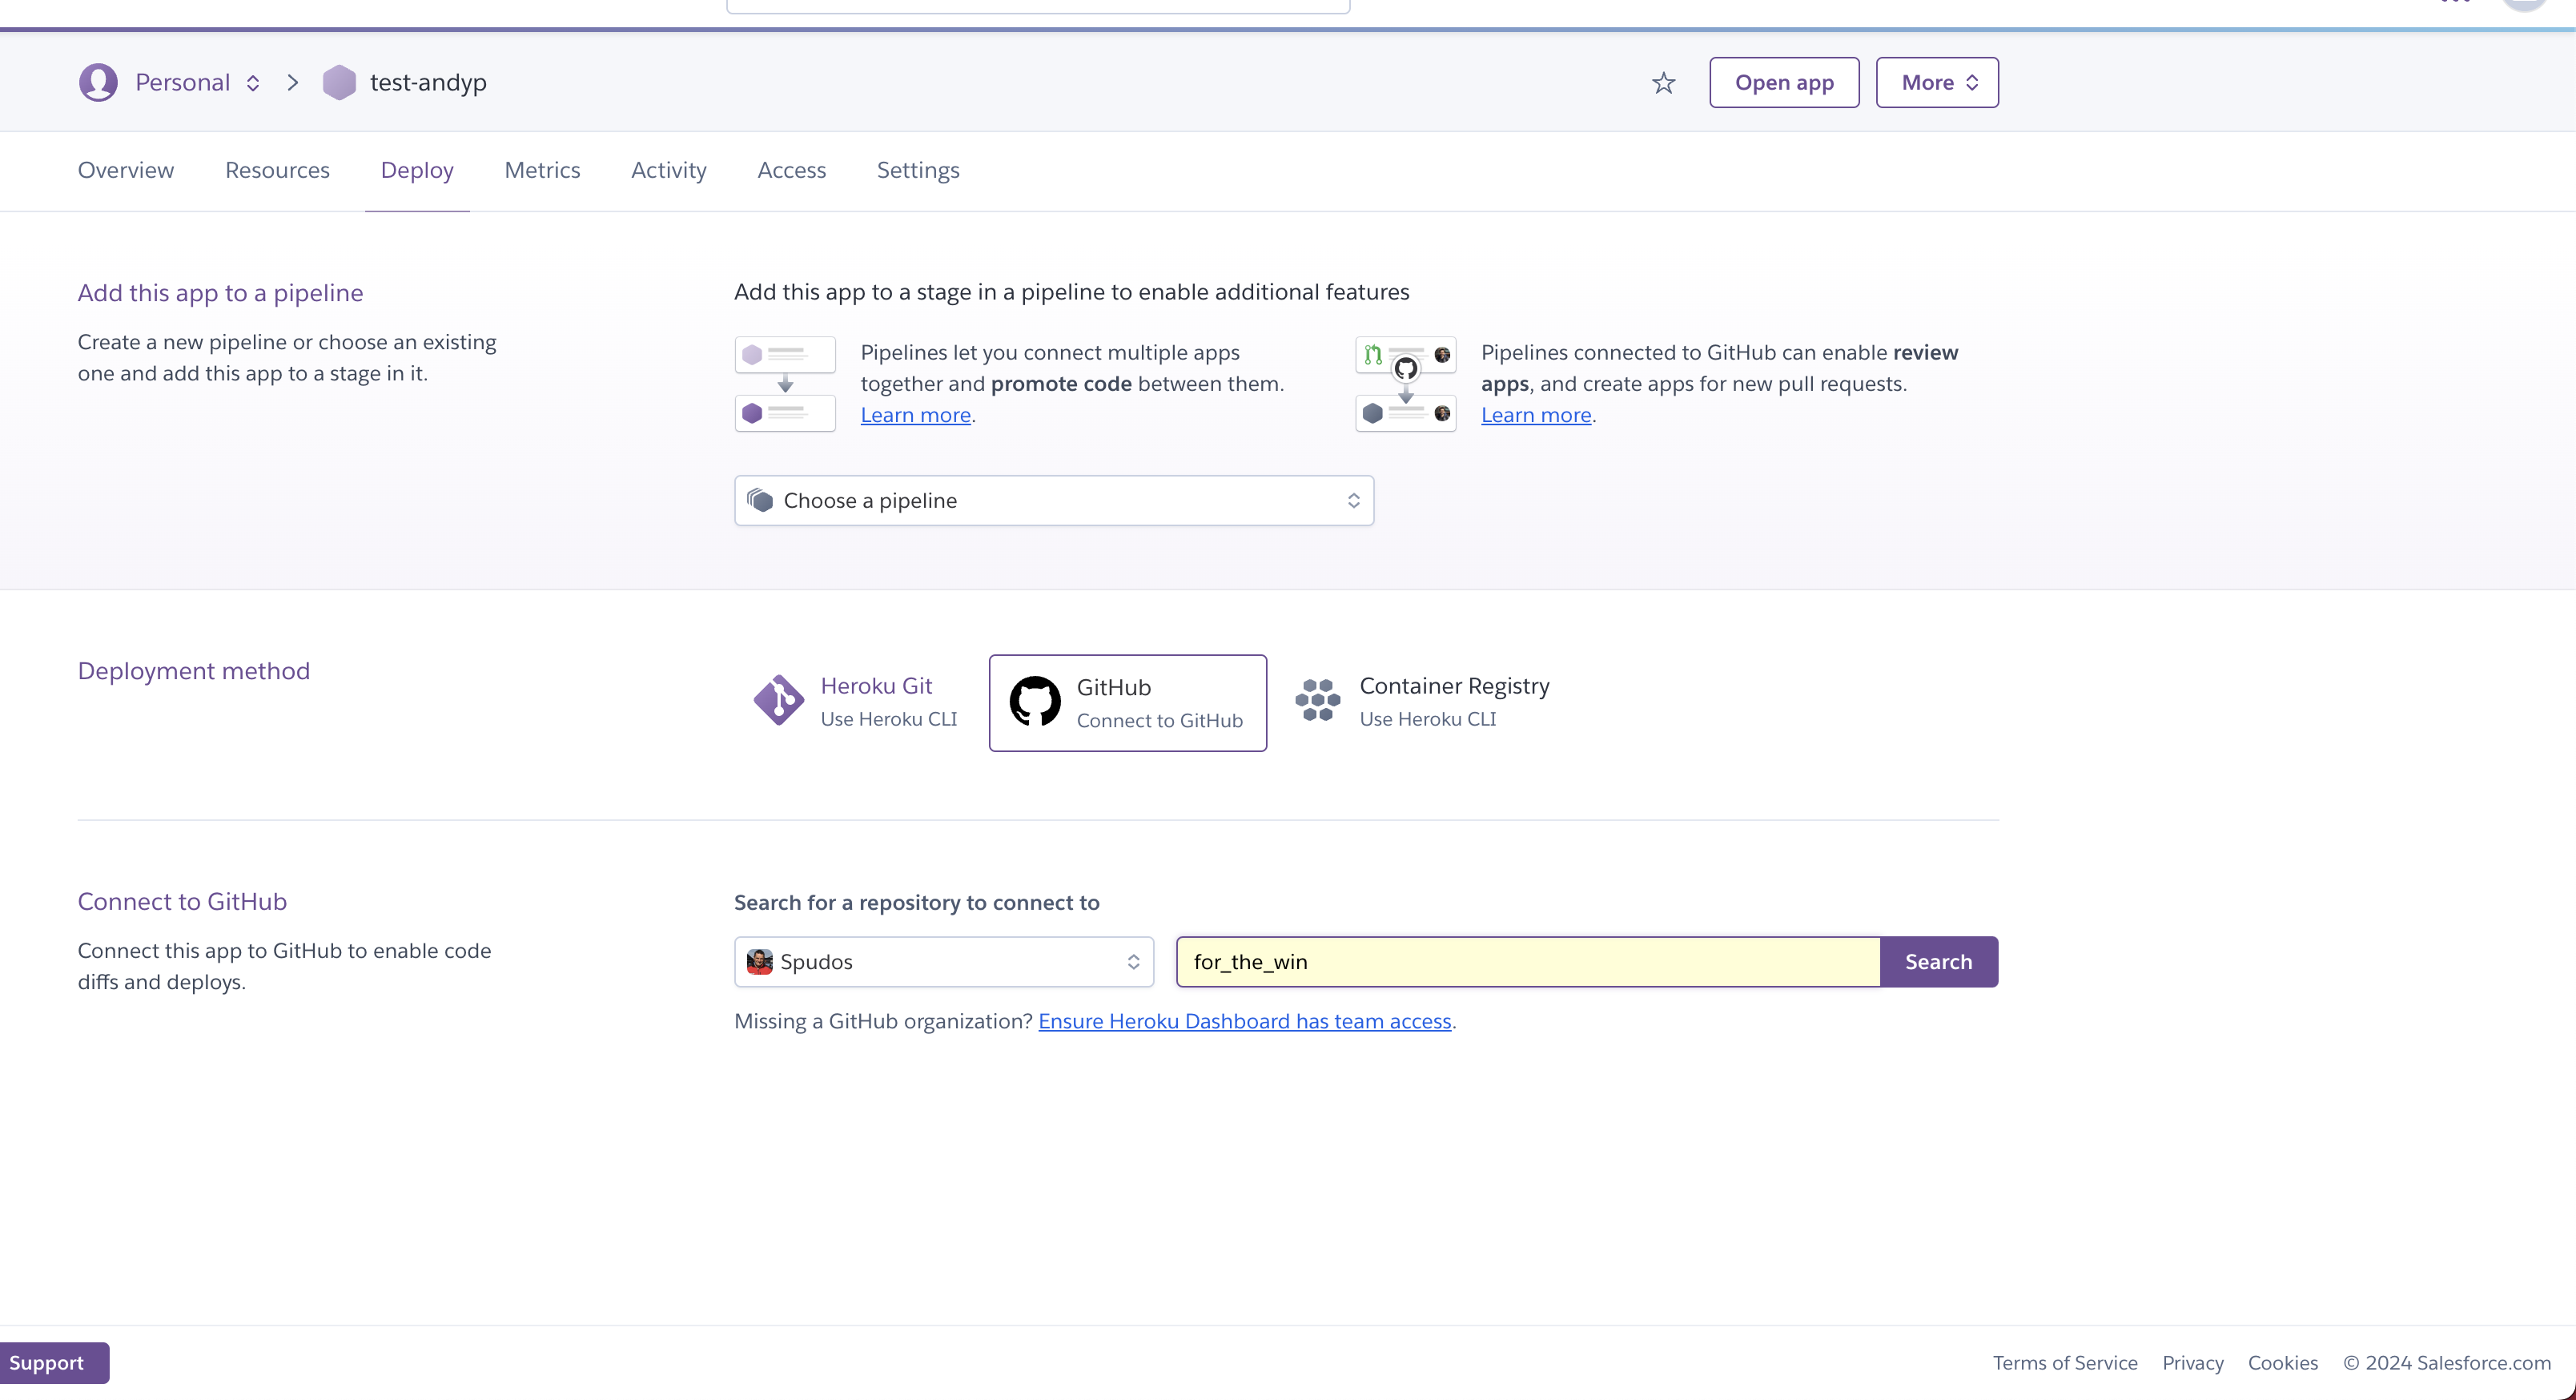 Personal
test-andyp
Open app
More
Overview
Resources
Deploy
Metrics
Activity
Access
Settings
Add this app to a pipeline
Create a new pipeline or choose an existing
one and add this app to a stage in it.
Add this app to a stage in a pipeline to enable additional features
Pipelines let you connect multiple apps
together and promote code between them.
Learn more.
Pipelines connected to GitHub can enable review
apps, and create apps for new pull requests.
Learn more.
Choose a pipeline
Deployment method
Heroku Git
Use Heroku CLI
GitHub
Connect to GitHub
Container Registry
Use Heroku CLI
Connect to GitHub
Connect this app to GitHub to enable code
diffs and deploys.
Search for a repository to connect to
Spudos
for_the_win
Search
Missing a GitHub organization? Ensure Heroku Dashboard has team access.
Support
Terms of Service
Privacy
Cookies
© 2024 Salesforce.com